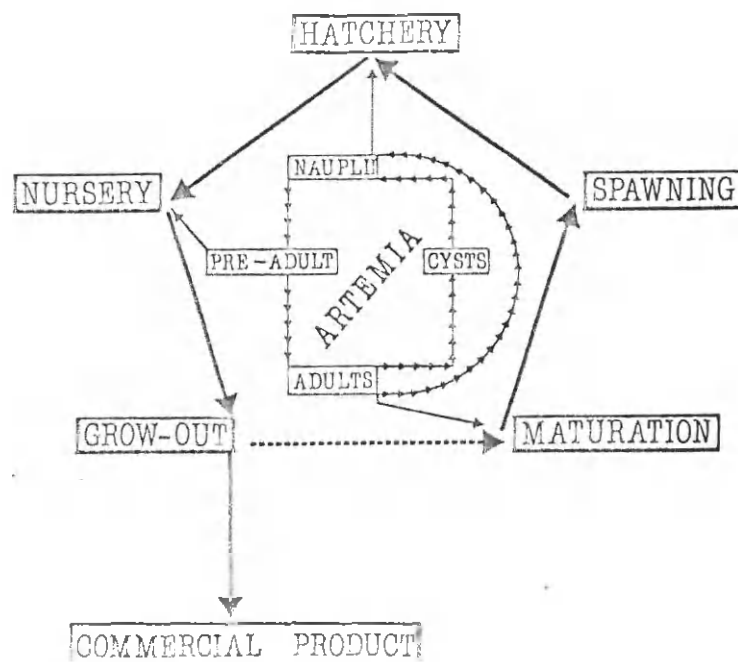 HATCHERY
NAUPLII
NURSERY
SPAWNING
PRE-ADULT
ARTEMIA
CYSTS
ADULTS
GROW-OUT
MATURATION
COMMERCIAL PRODUCT